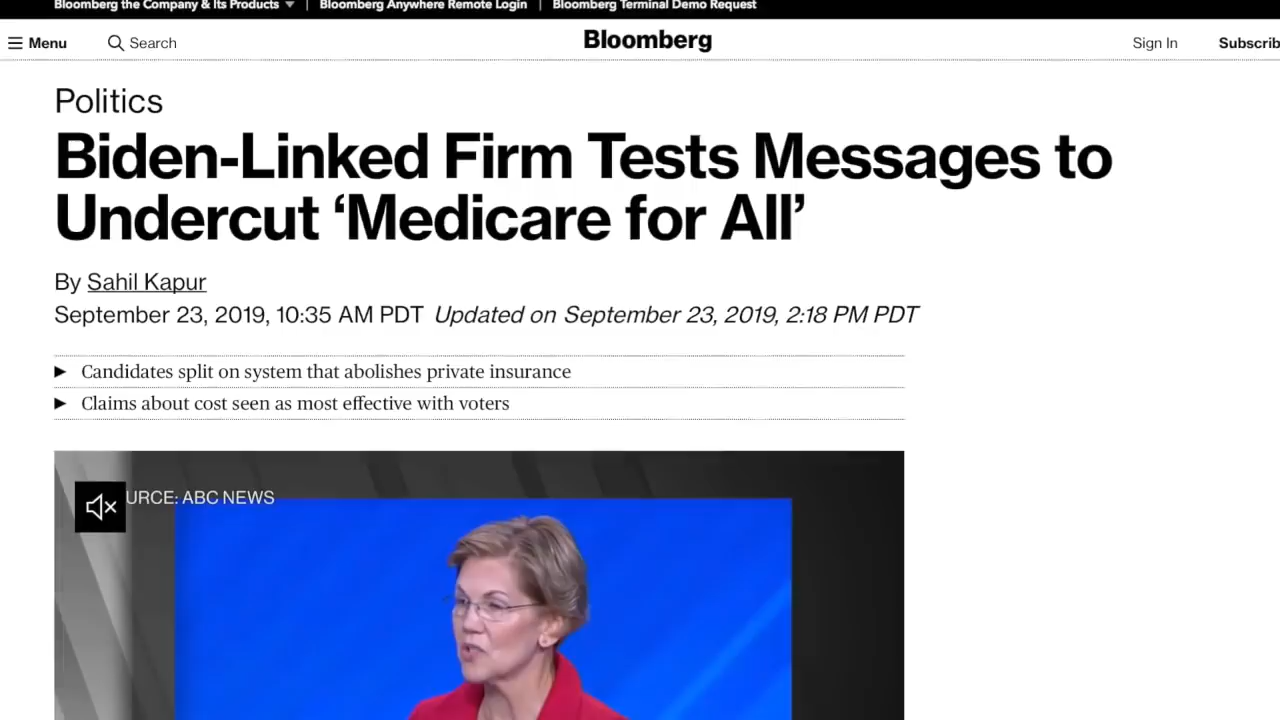 Bloomberg the Company & Its Products
Bloomberg Anywhere Remote Login
Bloomberg Terminal Demo Request
Menu
Search
Bloomberg
Sign In
Subscrib
Politics
Biden-Linked Firm Tests Messages to
Undercut ‘Medicare for All’
By Sahil Kapur
September 23, 2019, 10:35 AM PDT Updated on September 23, 2019, 2:18 PM PDT
Candidates split on system that abolishes private insurance
Claims about cost seen as most effective with voters
URCE: ABC NEWS